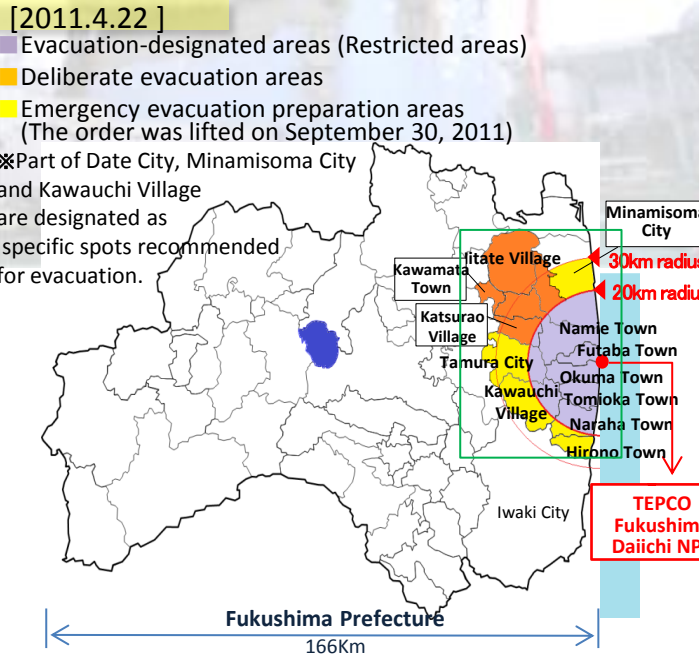 [2011.4.22 ]
Evacuation-designated areas (Restricted areas)
Deliberate evacuation areas
Emergency evacuation preparation areas
(The order was lifted on September 30, 2011)
※Part of Date City, Minamisoma City
and Kawauchi Village
are designated as
specific spots recommended
for evacuation.
Minamisoma
City
Iitate Village
30km radius
Kawamata
Town
20km radiu
Katsurao
Village
Namie Town
Futaba Town
Tamura City
Okuma Town
Kawauchi
Village
Tomioka Town
Naraha Town
Hirono Town
Iwaki City
TEPCO
Fukushim
Daiichi NP
Fukushima Prefecture
166Km